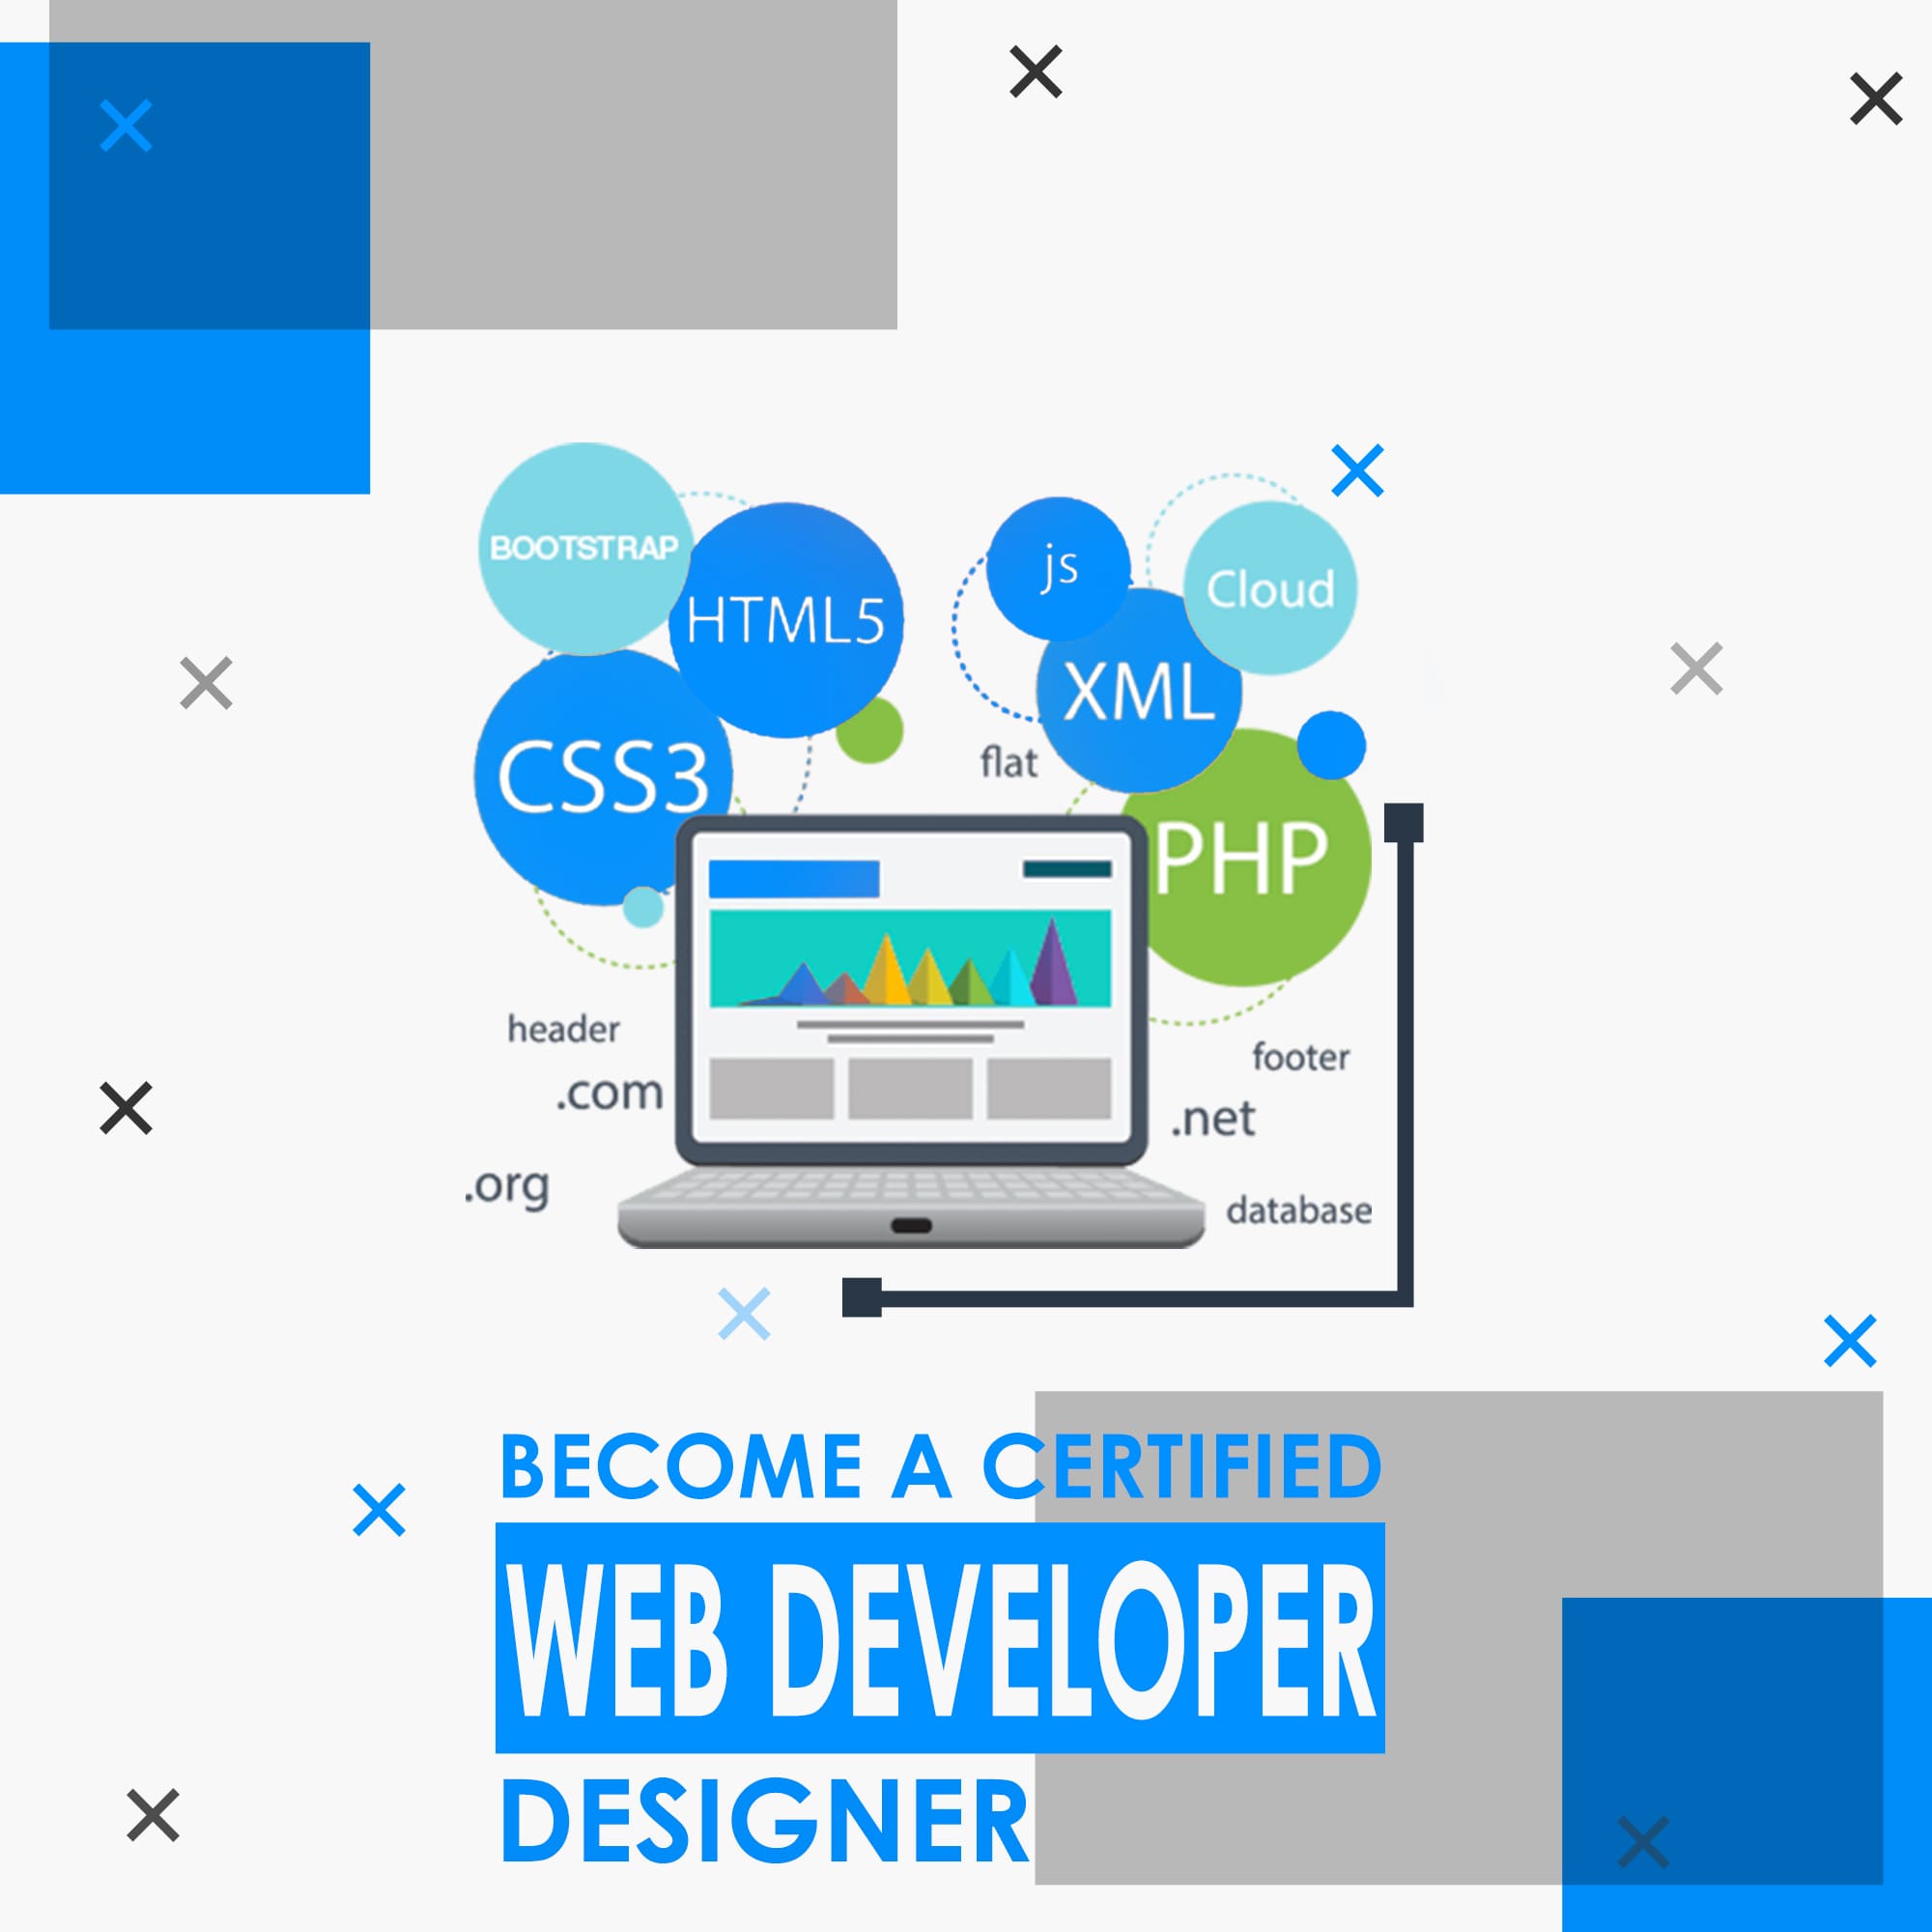 BOOTSTRAP
HTML5
js
Cloud
XML
CSS3
flat
PHP
header
footer
.com
.net
.org
database
BECOME A CERTIFIED
WEB DEVELOPER
DESIGNER